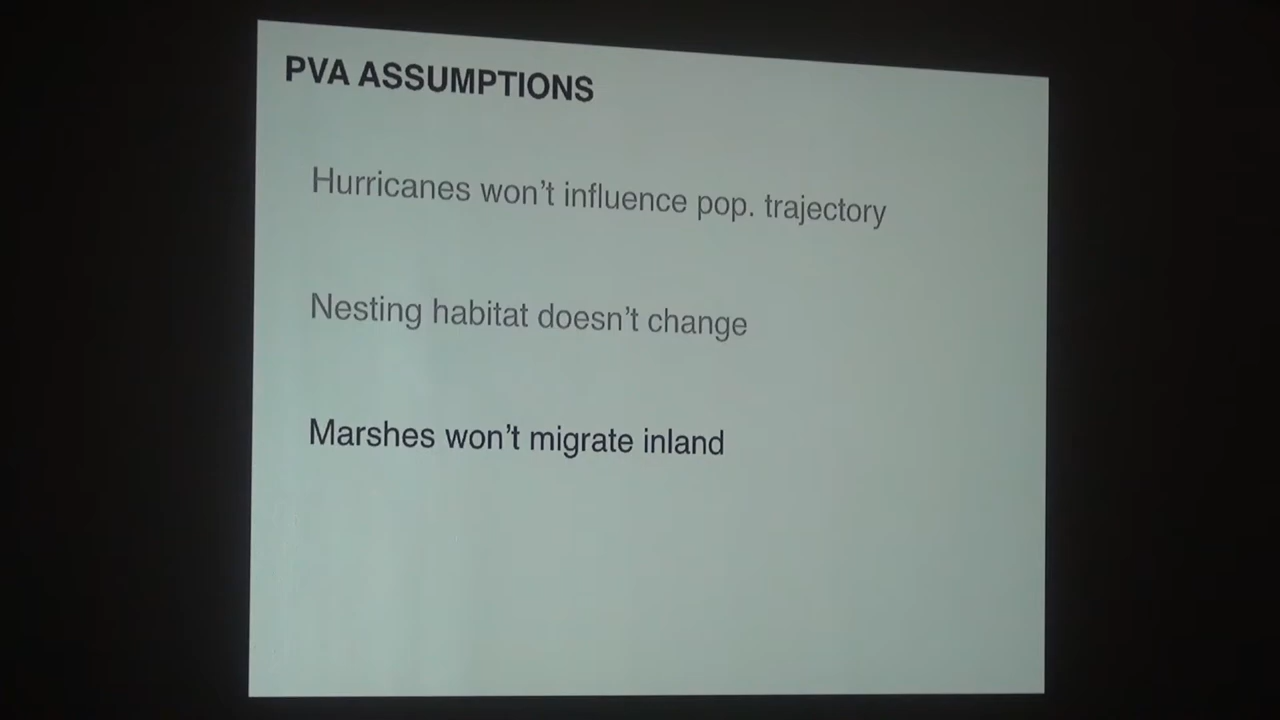 PVA ASSUMPTIONS
Hurricanes won’t influence pop. trajectory
Nesting habitat doesn’t change
Marshes won’t migrate inland